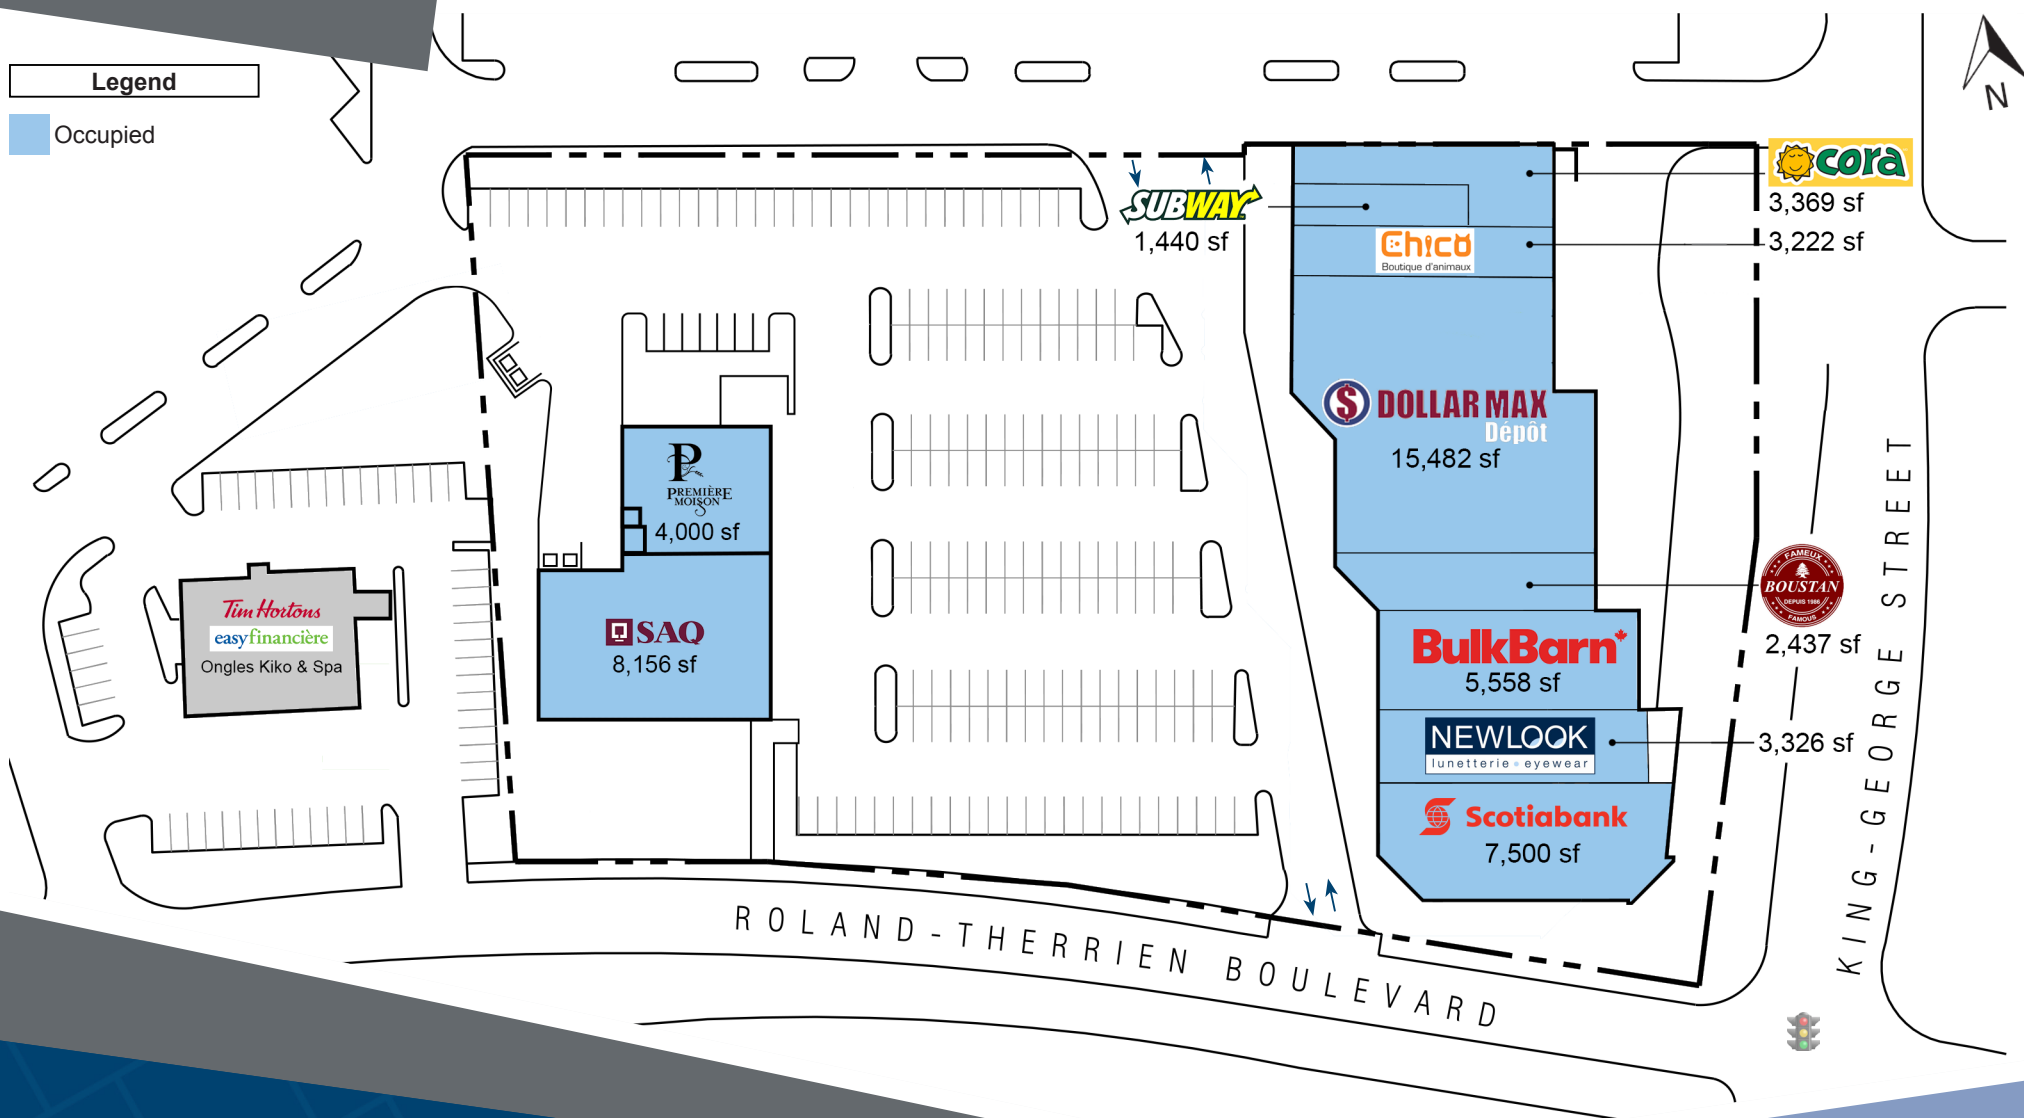 Legend
Occupied
N
cora
3,369 sf
SUBWAY
1,440 sf
Chico
Boutique d'animaux
3,222 sf
DOLLAR MAX
Dépôt
15,482 sf
P
PREMIÈRE
MOISON
4,000 sf
SAQ
8,156 sf
Tim Hortons
easyfinancière
Ongles Kiko & Spa
FAMEUX
BOUSTAN
DEPUIS 1986
FAMOUS
2,437 sf
BulkBarn
5,558 sf
NEWLOOK
lunetterie • eyewear
3,326 sf
Scotiabank
7,500 sf
ROLAND-THERRIEN BOULEVARD
KING-GEORGE STREET